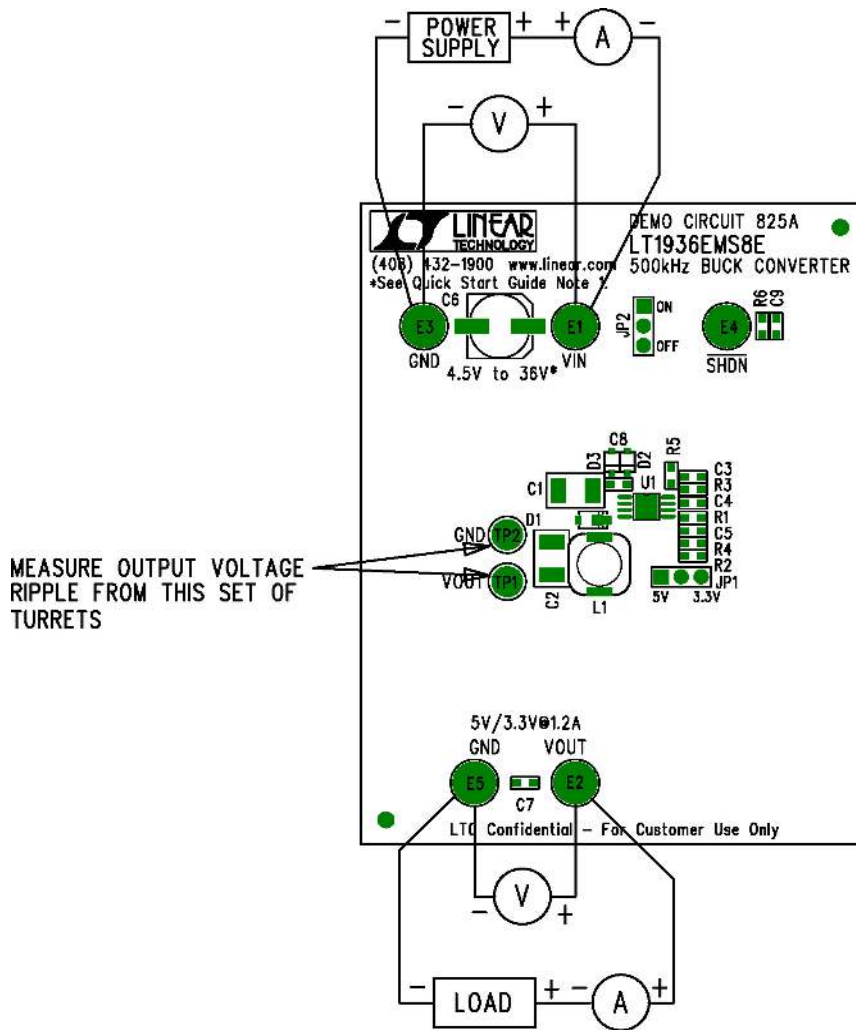 - POWER SUPPLY + + A -
- V +
LINEAR
TECHNOLOGY
(408) 432-1900 www.linear.com
*See Quick Start Guide Note 1.
DEMO CIRCUIT 825A
LT1936EMS8E
500kHz BUCK CONVERTER
C6
E3
GND
E1
VIN
4.5V to 36V*
JP2
ON
OFF
E4
SHDN
R6
C9
C8
D3
D2
R5
C1
U1
C3
R3
C4
R1
C5
R4
R2
D1
GND TP2
VOUT TP1
C2
L1
JP1
5V 3.3V
MEASURE OUTPUT VOLTAGE
RIPPLE FROM THIS SET OF
TURRETS
5V/3.3V@1.2A
GND VOUT
E5
E2
C7
LTC Confidential - For Customer Use Only
- V +
- LOAD + - A +